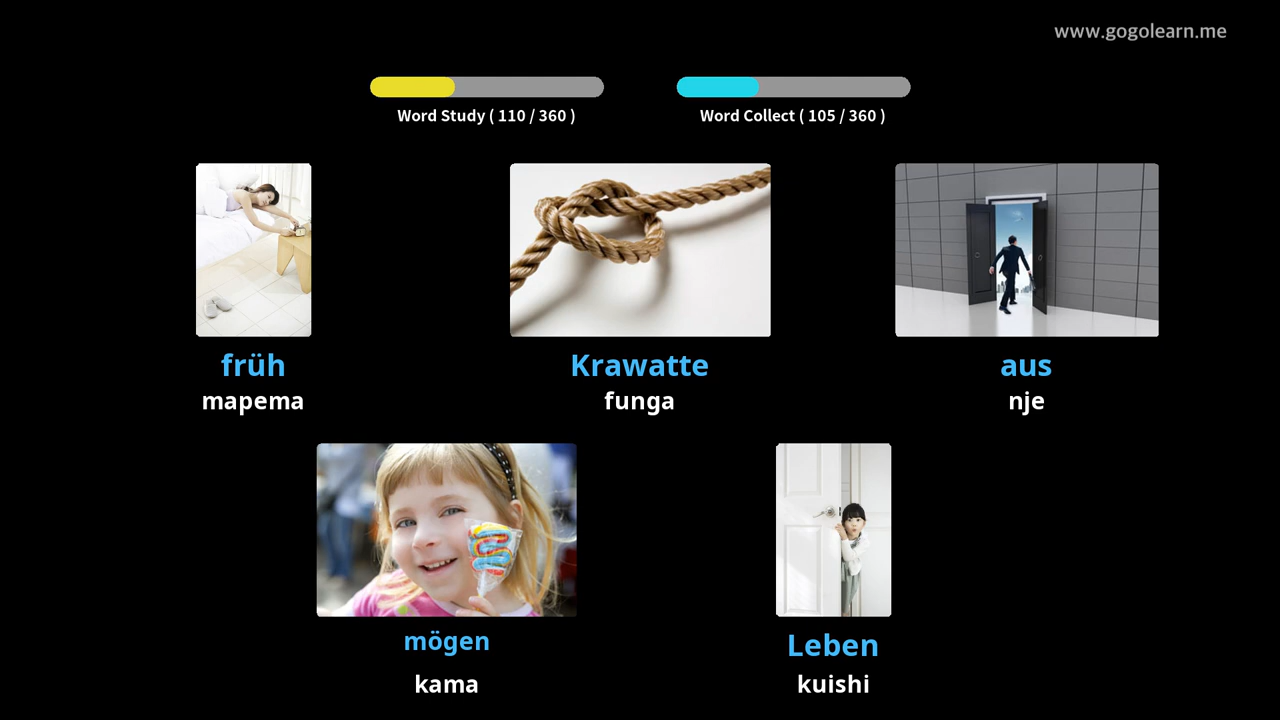 www.gogolearn.me
Word Study ( 110 / 360 )
Word Collect ( 105 / 360 )
früh
mapema
Krawatte
funga
aus
nje
mögen
kama
Leben
kuishi